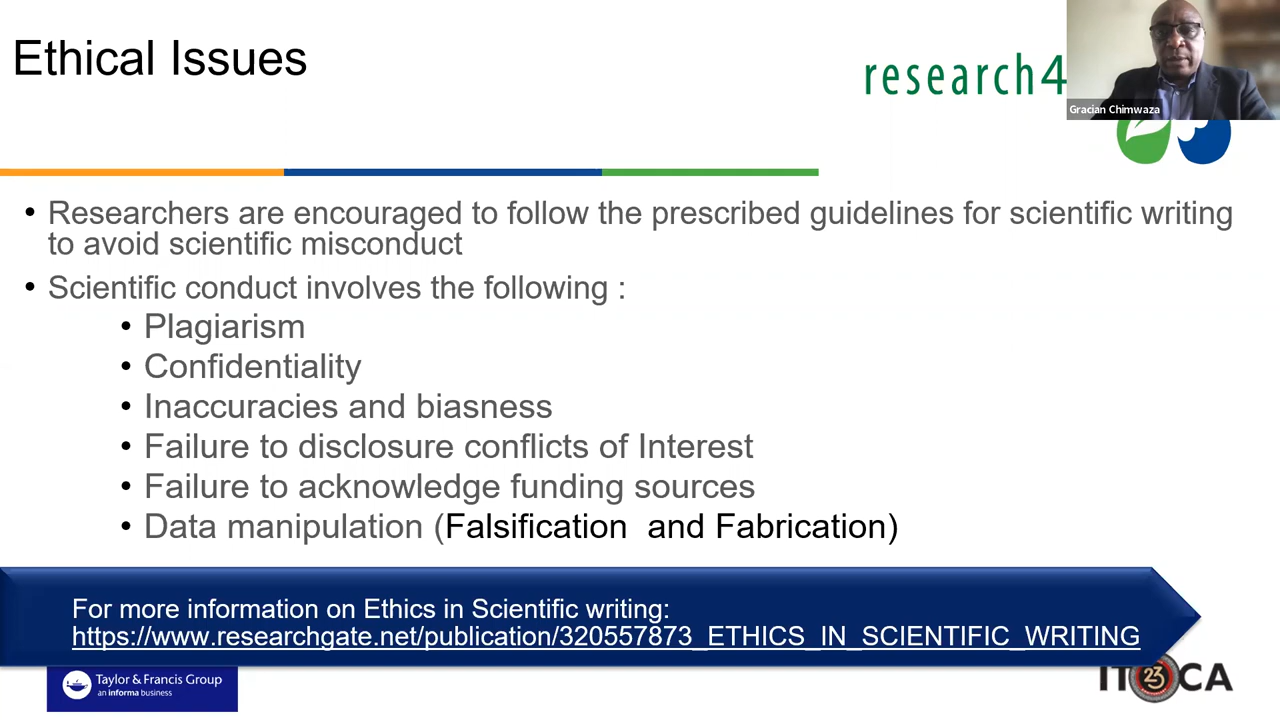 Ethical Issues
research4
Gracian Chimwaza
• Researchers are encouraged to follow the prescribed guidelines for scientific writing
to avoid scientific misconduct
• Scientific conduct involves the following :
• Plagiarism
• Confidentiality
• Inaccuracies and biasness
• Failure to disclosure conflicts of Interest
• Failure to acknowledge funding sources
• Data manipulation (Falsification and Fabrication)
For more information on Ethics in Scientific writing:
https://www.researchgate.net/publication/320557873_ETHICS_IN_SCIENTIFIC_WRITING
Taylor & Francis Group
an informa business
23
CA